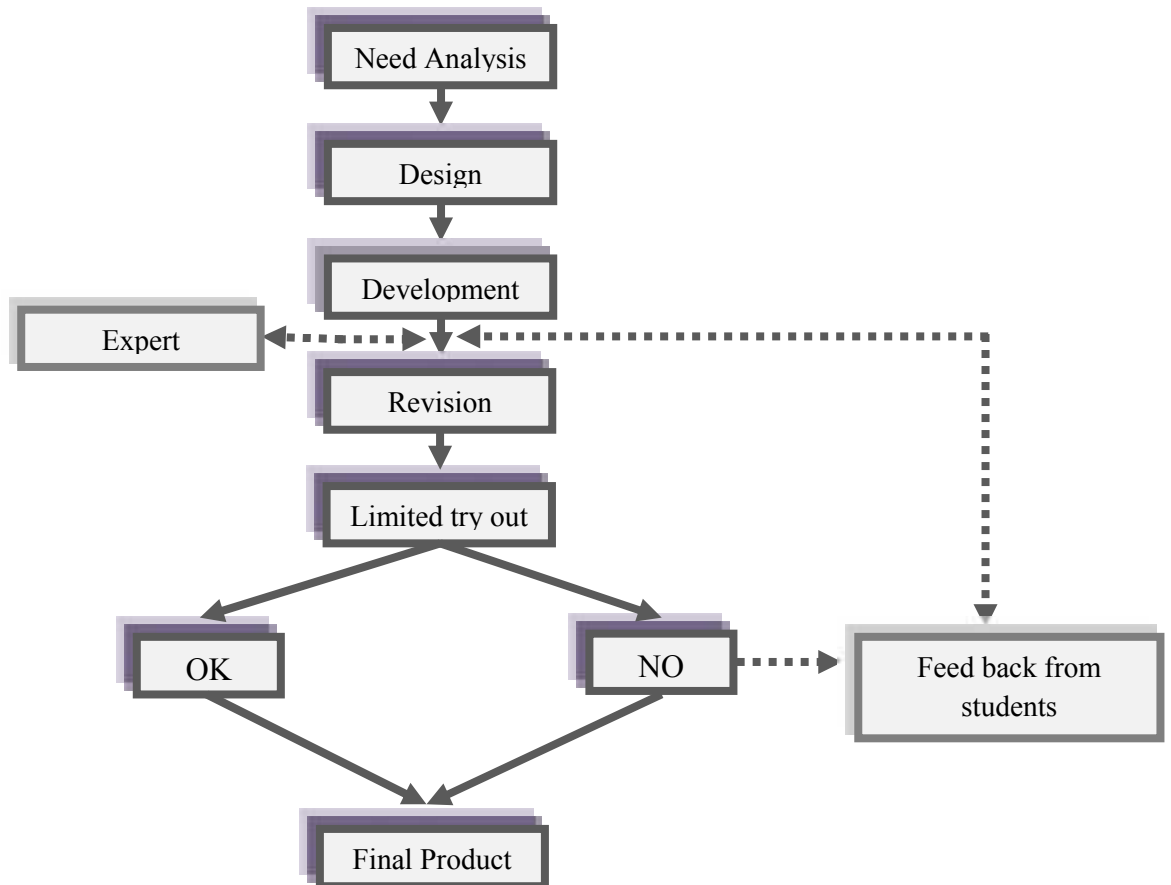 Need Analysis
Design
Development
Expert
Revision
Limited try out
OK
NO
Feed back from
students
Final Product